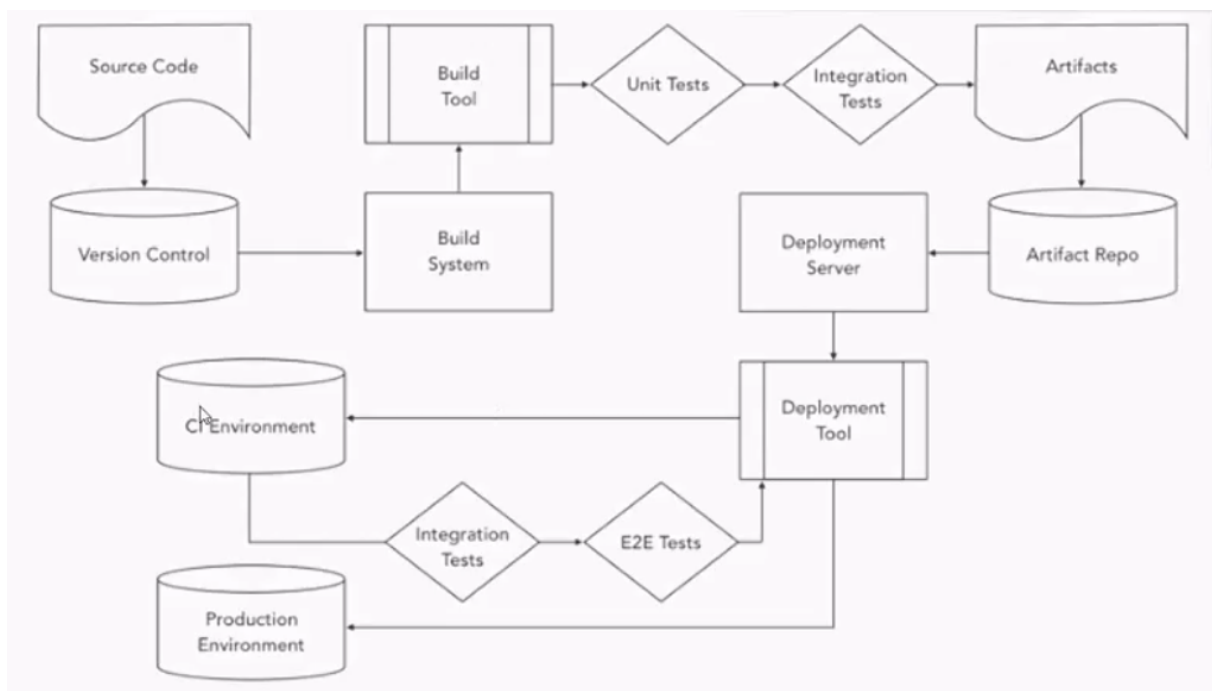 Source Code
Build
Tool
Unit Tests
Integration
Tests
Artifacts
Version Control
Build
System
Deployment
Server
Artifact Repo
CI Environment
Deployment
Tool
Integration
Tests
E2E Tests
Production
Environment